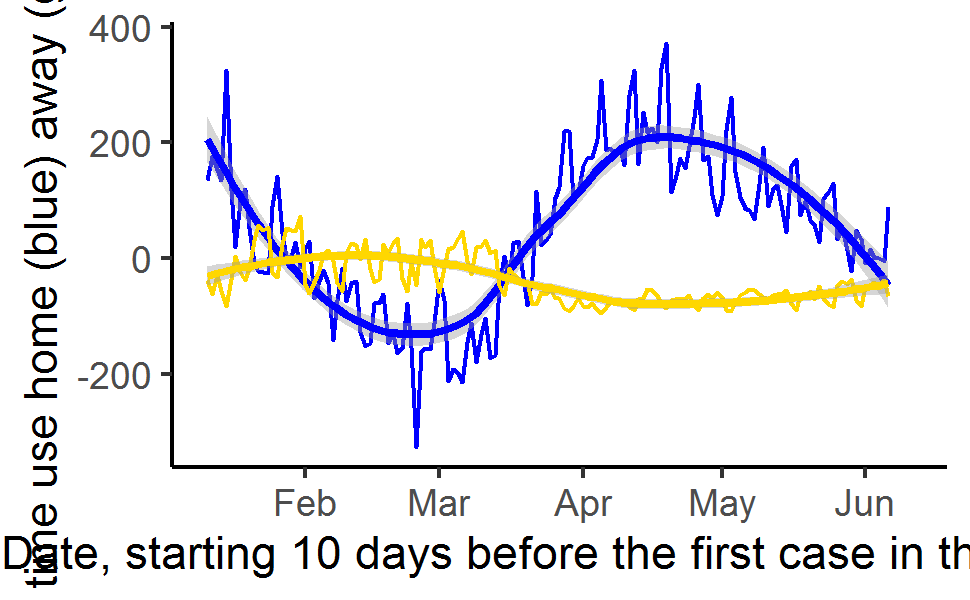 time use home (blue) away (
400
200
0
-200
Feb Mar Apr May Jun
Date, starting 10 days before the first case in th